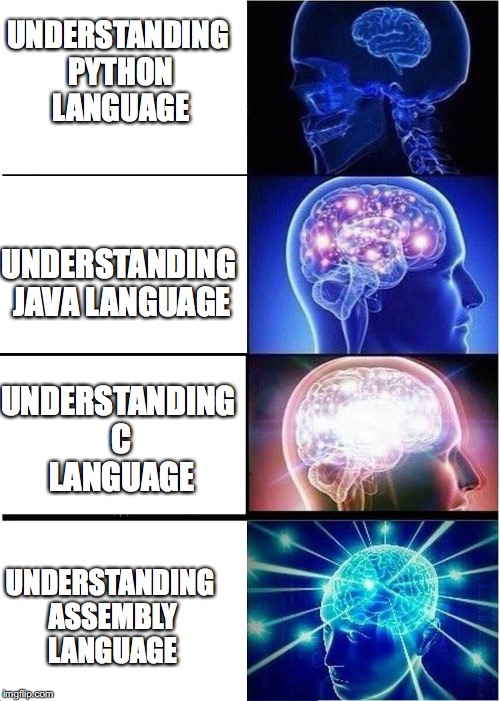 UNDERSTANDING
PYTHON
LANGUAGE
UNDERSTANDING
JAVA LANGUAGE
UNDERSTANDING
C
LANGUAGE
UNDERSTANDING
ASSEMBLY
LANGUAGE
imgflip.com